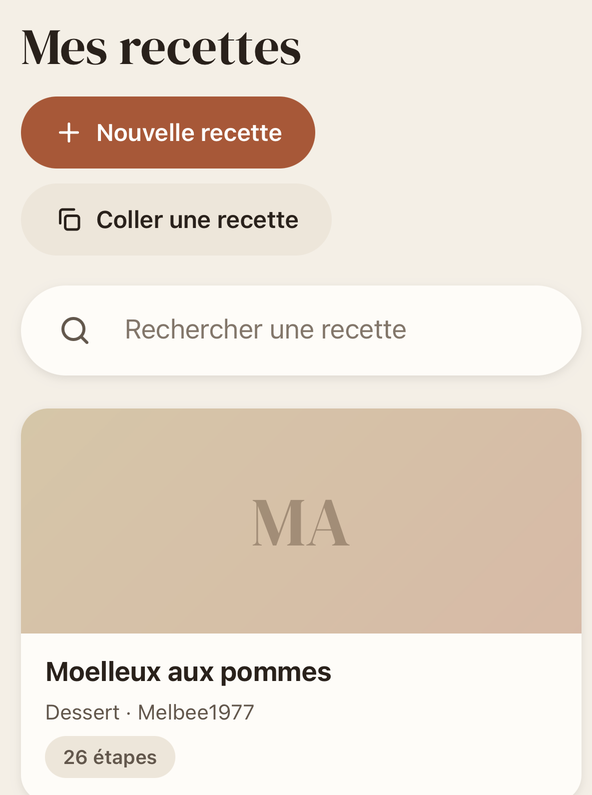 Mes recettes
Nouvelle recette
Coller une recette
Rechercher une recette
MA
Moelleux aux pommes
Dessert · Melbee1977
26 étapes